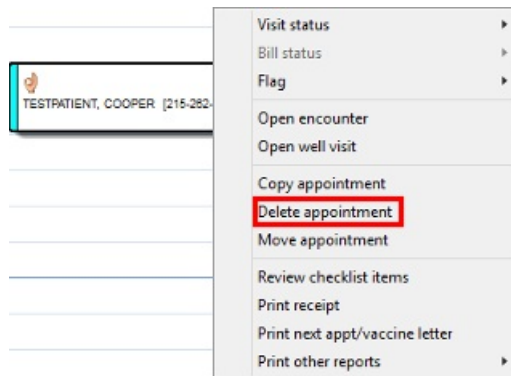 Visit status
Bill status
Flag
TESTPATIENT, COOPER [215-262-
Open encounter
Open well visit
Copy appointment
Delete appointment
Move appointment
Review checklist items
Print receipt
Print next appt/vaccine letter
Print other reports